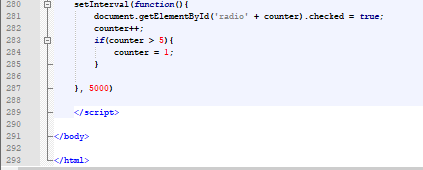 280 setInterval(function(){
281 document.getElementById('radio' + counter).checked = true;
282 counter++;
283 if(counter > 5){
284 counter = 1;
285 }
286
287 }, 5000)
288
289 </script>
290
291 </body>
292
293 </html>